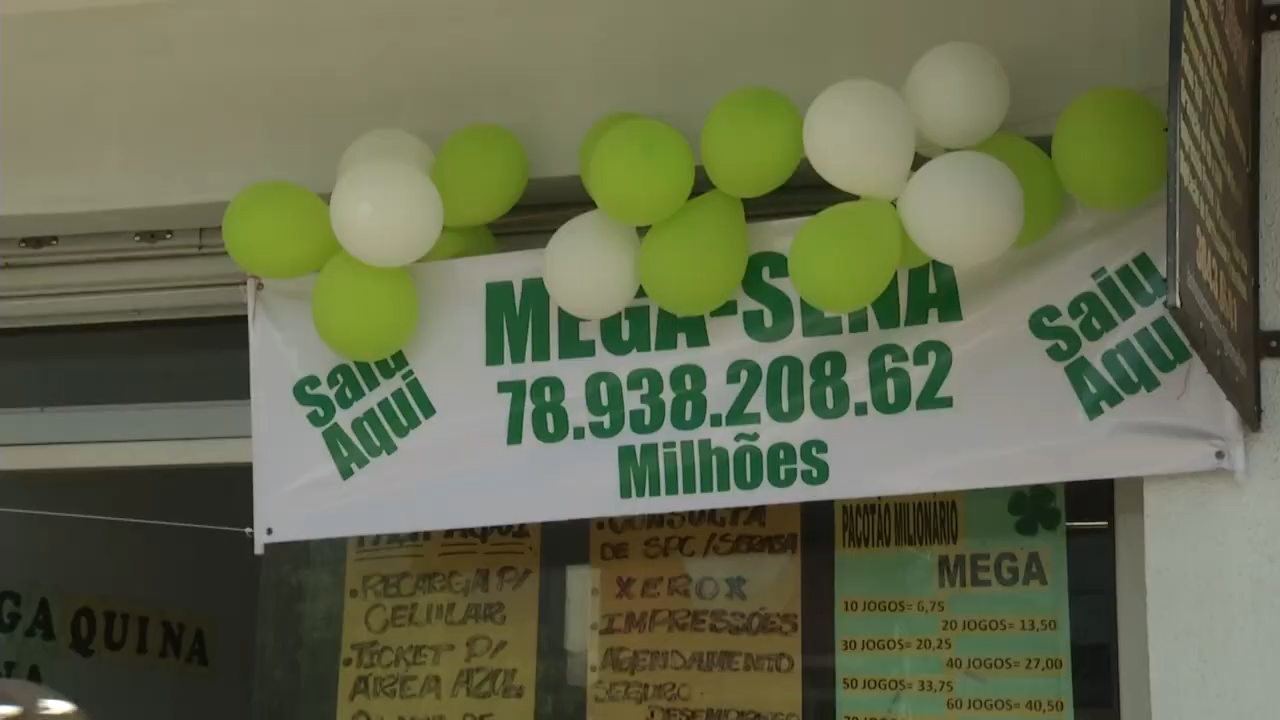 MEGA-SENA
78.938.208.62
Milhões
Saiu
Aqui
Saiu
Aqu
AQUI
• RECARGA P/
CELULAR
• TICKET P/
ÁREA AZUL
• CONSULTA
DE SPC/SERASA
XEROX
• IMPRESSÕES
• AGENDAMENTO
SEGURO
DESEMPREGO
PACOTÃO MILIONÁRIO
MEGA
10 JOGOS= 6,75
20 JOGOS= 13,50
30 JOGOS= 20,25
40 JOGOS= 27,00
50 JOGOS= 33,75
60 JOGOS= 40,50
GA QUINA